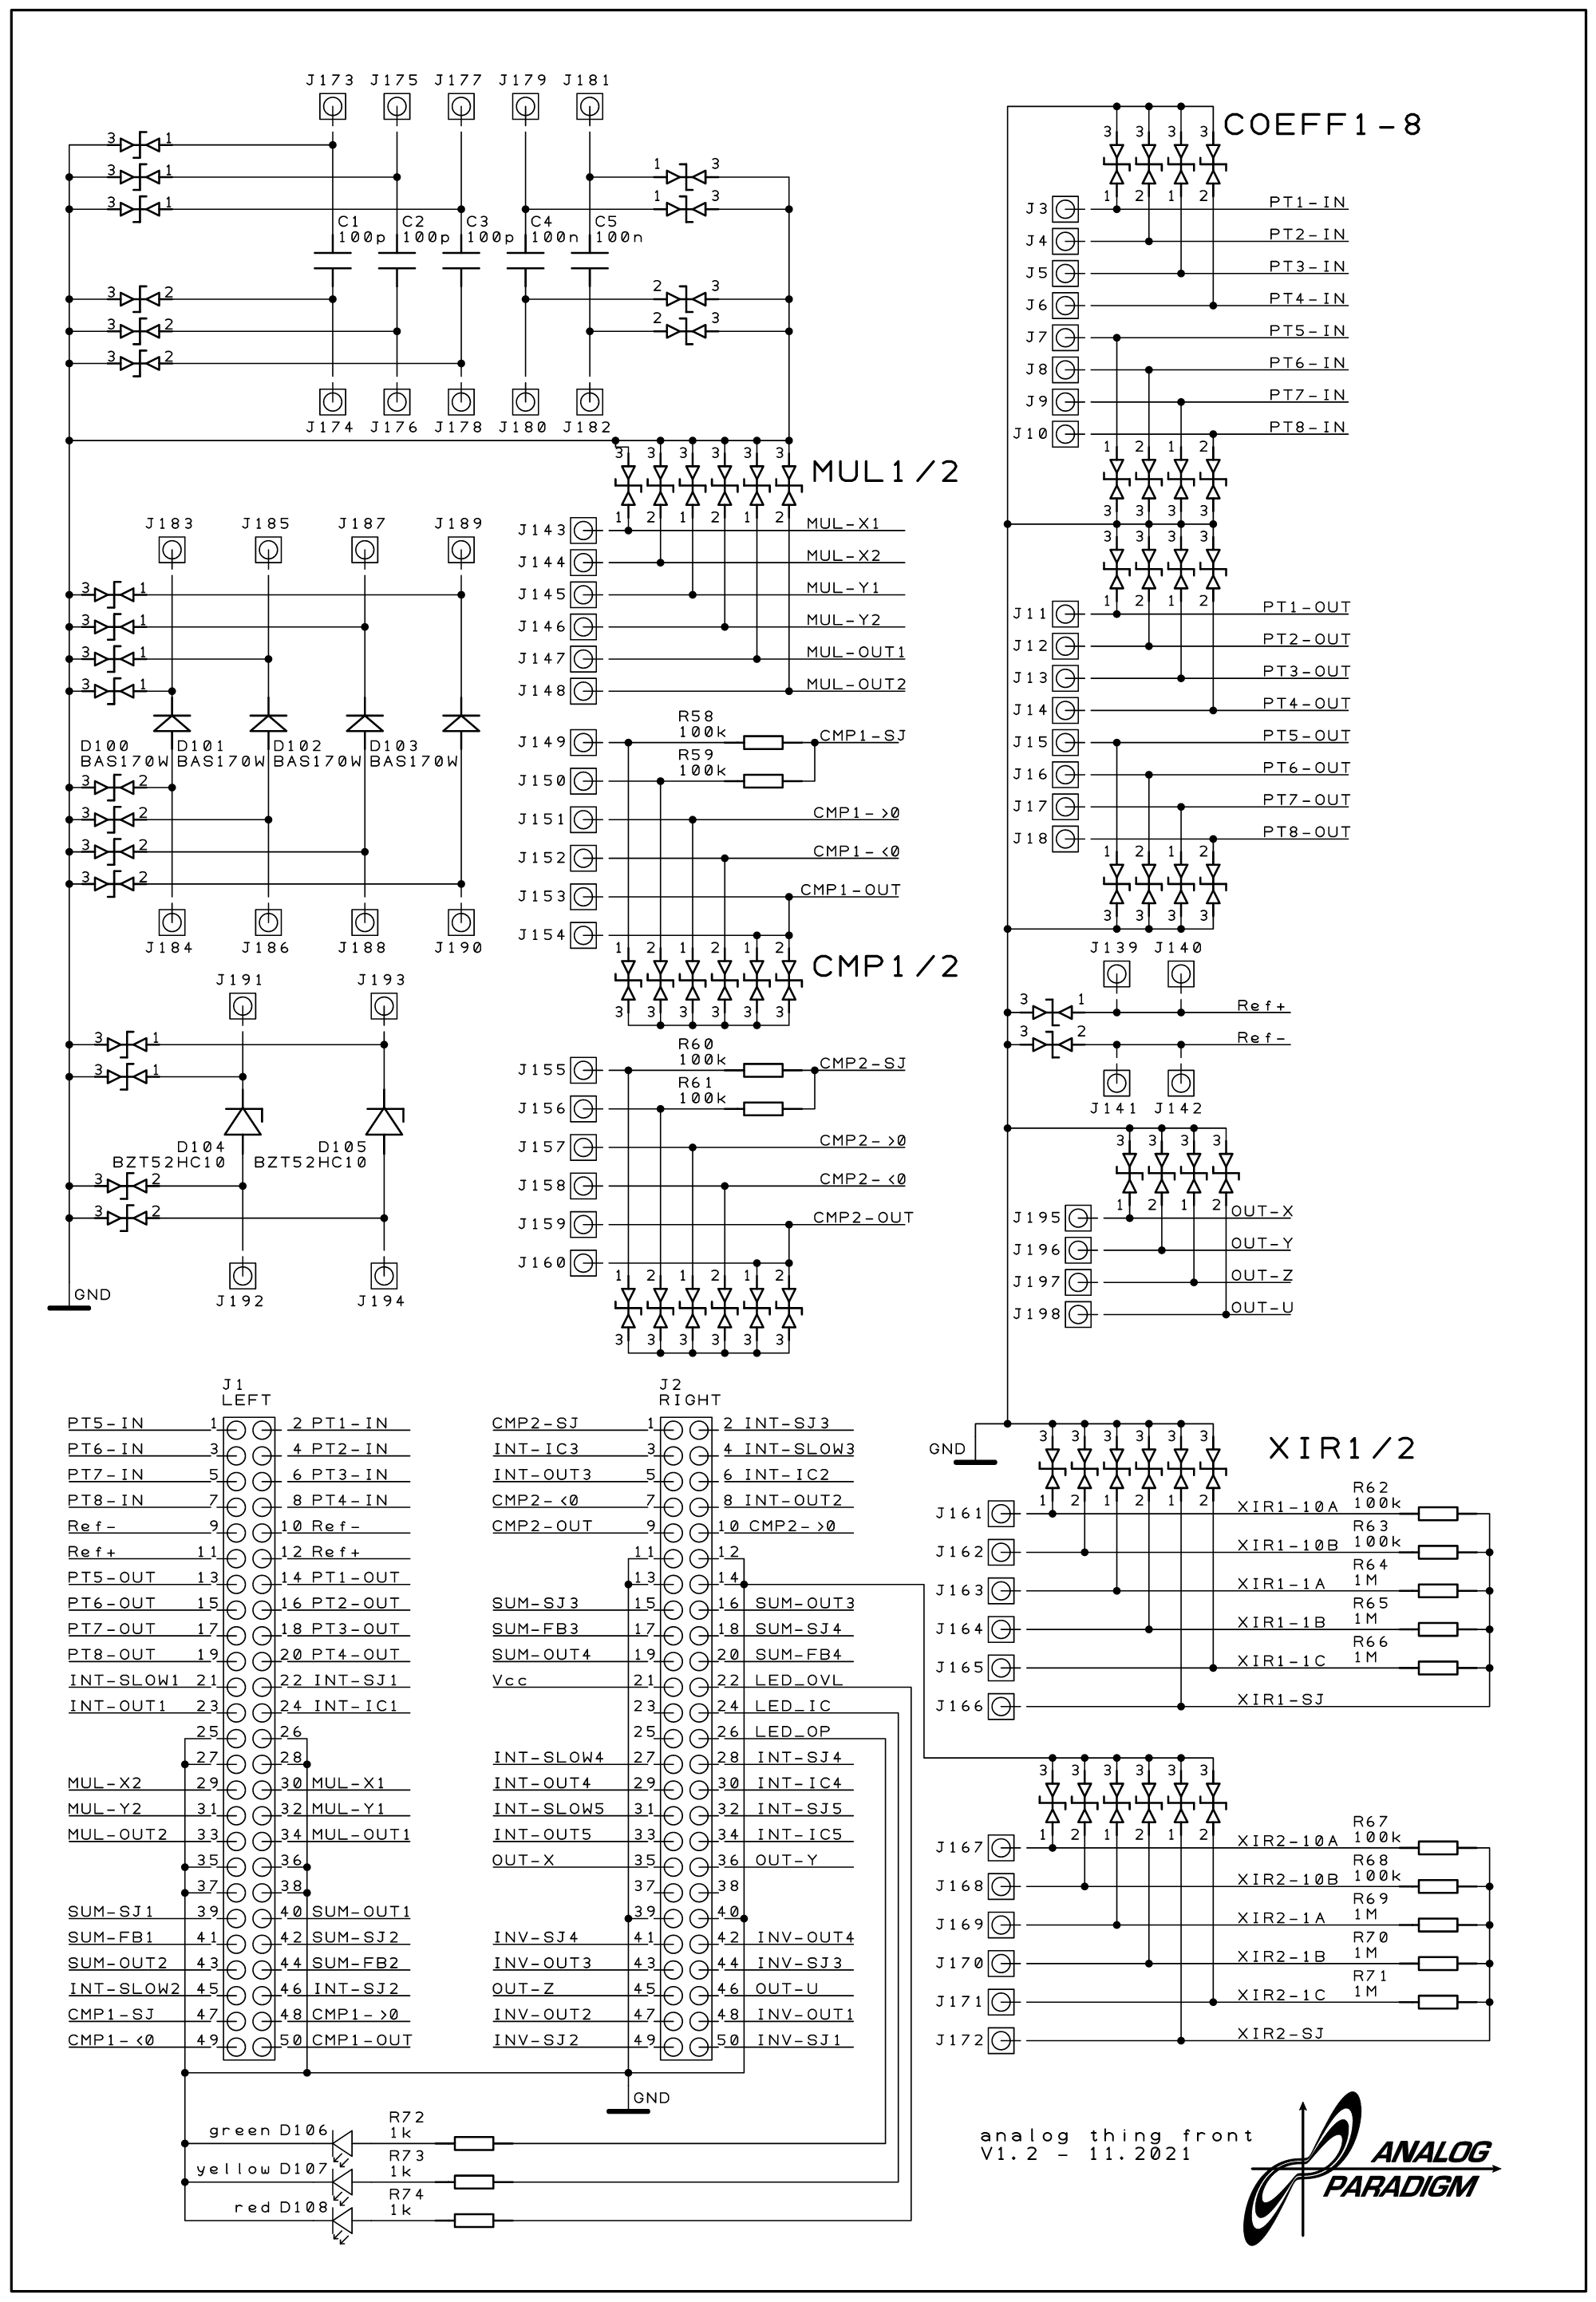 J173 J175 J177 J179 J181
C1 100p
C2 100p
C3 100p
C4 100n
C5 100n
J174 J176 J178 J180 J182
COEFF1-8
J3 PT1-IN
J4 PT2-IN
J5 PT3-IN
J6 PT4-IN
J7 PT5-IN
J8 PT6-IN
J9 PT7-IN
J10 PT8-IN
J11 PT1-OUT
J12 PT2-OUT
J13 PT3-OUT
J14 PT4-OUT
J15 PT5-OUT
J16 PT6-OUT
J17 PT7-OUT
J18 PT8-OUT
J139 J140
3 1 Ref+
3 2 Ref-
J141 J142
J195 OUT-X
J196 OUT-Y
J197 OUT-Z
J198 OUT-U
MUL1/2
J143 MUL-X1
J144 MUL-X2
J145 MUL-Y1
J146 MUL-Y2
J147 MUL-OUT1
J148 MUL-OUT2
J183 J185 J187 J189
D100 D101 D102 D103
BAS170W BAS170W BAS170W BAS170W
J184 J186 J188 J190
J149 R58 100k CMP1-SJ
J150 R59 100k
J151 CMP1->0
J152 CMP1-<0
J153 CMP1-OUT
J154
CMP1/2
J191 J193
D104 D105
BZT52HC10 BZT52HC10
J192 J194
GND
J155 R60 100k CMP2-SJ
J156 R61 100k
J157 CMP2->0
J158 CMP2-<0
J159 CMP2-OUT
J160
J1
LEFT
PT5-IN 1 2 PT1-IN
PT6-IN 3 4 PT2-IN
PT7-IN 5 6 PT3-IN
PT8-IN 7 8 PT4-IN
Ref- 9 10 Ref-
Ref+ 11 12 Ref+
PT5-OUT 13 14 PT1-OUT
PT6-OUT 15 16 PT2-OUT
PT7-OUT 17 18 PT3-OUT
PT8-OUT 19 20 PT4-OUT
INT-SLOW1 21 22 INT-SJ1
INT-OUT1 23 24 INT-IC1
25 26
27 28
MUL-X2 29 30 MUL-X1
MUL-Y2 31 32 MUL-Y1
MUL-OUT2 33 34 MUL-OUT1
35 36
37 38
SUM-SJ1 39 40 SUM-OUT1
SUM-FB1 41 42 SUM-SJ2
SUM-OUT2 43 44 SUM-FB2
INT-SLOW2 45 46 INT-SJ2
CMP1-SJ 47 48 CMP1->0
CMP1-<0 49 50 CMP1-OUT
J2
RIGHT
CMP2-SJ 1 2 INT-SJ3
INT-IC3 3 4 INT-SLOW3
INT-OUT3 5 6 INT-IC2
CMP2-<0 7 8 INT-OUT2
CMP2-OUT 9 10 CMP2->0
11 12
13 14
SUM-SJ3 15 16 SUM-OUT3
SUM-FB3 17 18 SUM-SJ4
SUM-OUT4 19 20 SUM-FB4
Vcc 21 22 LED_OVL
23 24 LED_IC
25 26 LED_OP
INT-SLOW4 27 28 INT-SJ4
INT-OUT4 29 30 INT-IC4
INT-SLOW5 31 32 INT-SJ5
INT-OUT5 33 34 INT-IC5
OUT-X 35 36 OUT-Y
37 38
39 40
INV-SJ4 41 42 INV-OUT4
INV-OUT3 43 44 INV-SJ3
OUT-Z 45 46 OUT-U
INV-OUT2 47 48 INV-OUT1
INV-SJ2 49 50 INV-SJ1
GND
green D106 R72 1k
yellow D107 R73 1k
red D108 R74 1k
GND
XIR1/2
J161 XIR1-10A R62 100k
J162 XIR1-10B R63 100k
J163 XIR1-1A R64 1M
J164 XIR1-1B R65 1M
J165 XIR1-1C R66 1M
J166 XIR1-SJ
J167 XIR2-10A R67 100k
J168 XIR2-10B R68 100k
J169 XIR2-1A R69 1M
J170 XIR2-1B R70 1M
J171 XIR2-1C R71 1M
J172 XIR2-SJ
analog thing front
V1.2 - 11.2021
ANALOG
PARADIGM